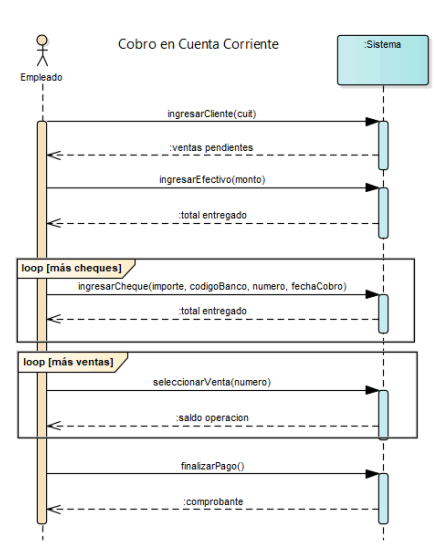 Cobro en Cuenta Corriente
:Sistema
Empleado
ingresarCliente(cuit)
:ventas pendientes
ingresarEfectivo(monto)
:total entregado
loop [más cheques]
ingresarCheque(importe, codigoBanco, numero, fechaCobro)
:total entregado
loop [más ventas]
seleccionarVenta(numero)
:saldo operacion
finalizarPago()
:comprobante